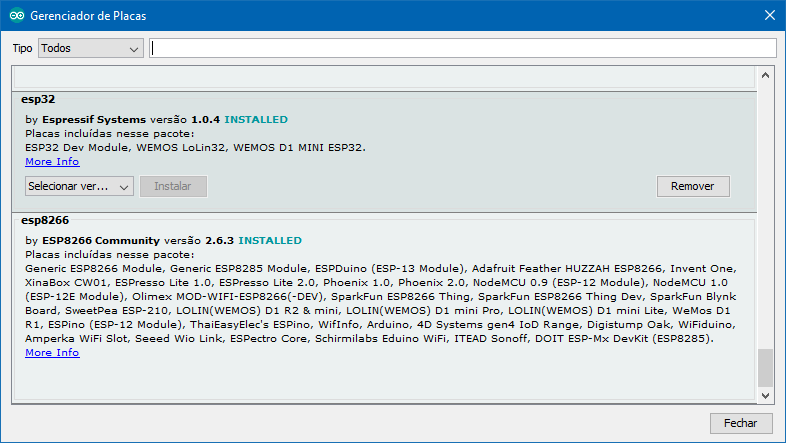 Gerenciador de Placas
Tipo Todos
esp32
by Espressif Systems versão 1.0.4 INSTALLED
Placas incluídas nesse pacote:
ESP32 Dev Module, WEMOS LoLin32, WEMOS D1 MINI ESP32.
More Info
Selecionar ver... Instalar Remover
esp8266
by ESP8266 Community versão 2.6.3 INSTALLED
Placas incluídas nesse pacote:
Generic ESP8266 Module, Generic ESP8285 Module, ESPDuino (ESP-13 Module), Adafruit Feather HUZZAH ESP8266, Invent One,
XinaBox CW01, ESPresso Lite 1.0, ESPresso Lite 2.0, Phoenix 1.0, Phoenix 2.0, NodeMCU 0.9 (ESP-12 Module), NodeMCU 1.0
(ESP-12E Module), Olimex MOD-WIFI-ESP8266(-DEV), SparkFun ESP8266 Thing, SparkFun ESP8266 Thing Dev, SparkFun Blynk
Board, SweetPea ESP-210, LOLIN(WEMOS) D1 R2 & mini, LOLIN(WEMOS) D1 mini Pro, LOLIN(WEMOS) D1 mini Lite, WeMos D1
R1, ESPino (ESP-12 Module), ThaiEasyElec's ESPino, WifInfo, Arduino, 4D Systems gen4 IoD Range, Digistump Oak, WiFiduino,
Amperka WiFi Slot, Seeed Wio Link, ESPectro Core, Schirmilabs Eduino WiFi, ITEAD Sonoff, DOIT ESP-Mx DevKit (ESP8285).
More Info
Fechar